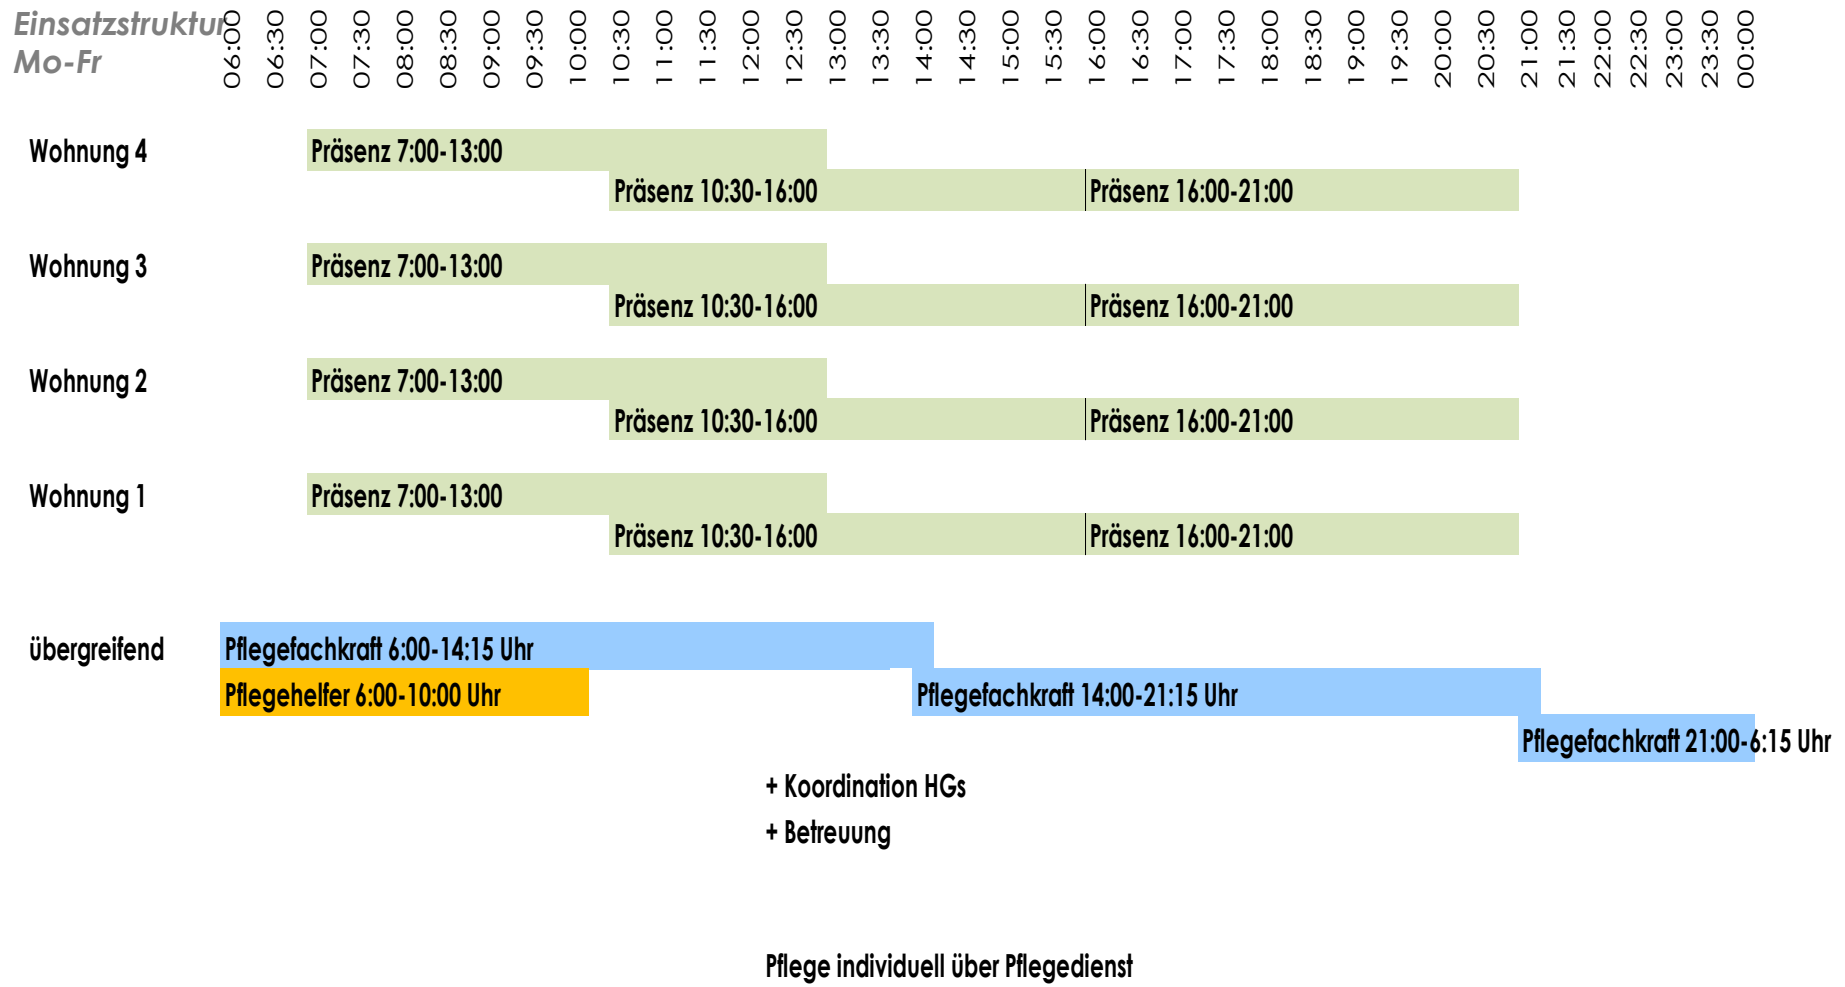 Einsatzstruktur
Mo-Fr
06:00 06:30 07:00 07:30 08:00 08:30 09:00 09:30 10:00 10:30 11:00 11:30 12:00 12:30 13:00 13:30 14:00 14:30 15:00 15:30 16:00 16:30 17:00 17:30 18:00 18:30 19:00 19:30 20:00 20:30 21:00 21:30 22:00 22:30 23:00 23:30 00:00
Wohnung 4 Präsenz 7:00-13:00
Präsenz 10:30-16:00 Präsenz 16:00-21:00
Wohnung 3 Präsenz 7:00-13:00
Präsenz 10:30-16:00 Präsenz 16:00-21:00
Wohnung 2 Präsenz 7:00-13:00
Präsenz 10:30-16:00 Präsenz 16:00-21:00
Wohnung 1 Präsenz 7:00-13:00
Präsenz 10:30-16:00 Präsenz 16:00-21:00
übergreifend Pflegefachkraft 6:00-14:15 Uhr
Pflegehelfer 6:00-10:00 Uhr Pflegefachkraft 14:00-21:15 Uhr
Pflegefachkraft 21:00-6:15 Uhr
+ Koordination HGs
+ Betreuung
Pflege individuell über Pflegedienst